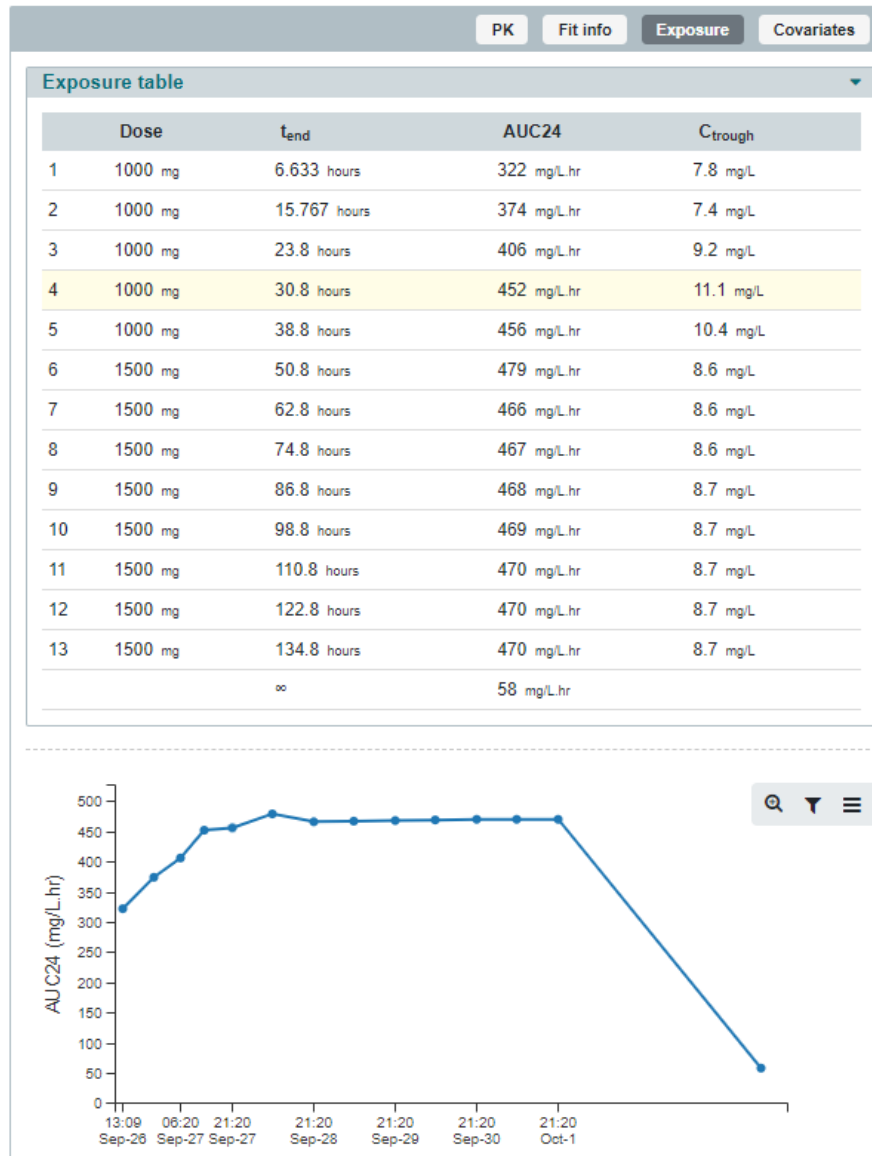 PK Fit info Exposure Covariates
Exposure table
Dose tend AUC24 Ctrough
1 1000 mg 6.633 hours 322 mg/L.hr 7.8 mg/L
2 1000 mg 15.767 hours 374 mg/L.hr 7.4 mg/L
3 1000 mg 23.8 hours 406 mg/L.hr 9.2 mg/L
4 1000 mg 30.8 hours 452 mg/L.hr 11.1 mg/L
5 1000 mg 38.8 hours 456 mg/L.hr 10.4 mg/L
6 1500 mg 50.8 hours 479 mg/L.hr 8.6 mg/L
7 1500 mg 62.8 hours 466 mg/L.hr 8.6 mg/L
8 1500 mg 74.8 hours 467 mg/L.hr 8.6 mg/L
9 1500 mg 86.8 hours 468 mg/L.hr 8.7 mg/L
10 1500 mg 98.8 hours 469 mg/L.hr 8.7 mg/L
11 1500 mg 110.8 hours 470 mg/L.hr 8.7 mg/L
12 1500 mg 122.8 hours 470 mg/L.hr 8.7 mg/L
13 1500 mg 134.8 hours 470 mg/L.hr 8.7 mg/L
∞ 58 mg/L.hr
AUC24 (mg/L.hr)
500
450
400
350
300
250
200
150
100
50
0
13:09 06:20 21:20 21:20 21:20 21:20 21:20
Sep-26 Sep-27 Sep-27 Sep-28 Sep-29 Sep-30 Oct-1